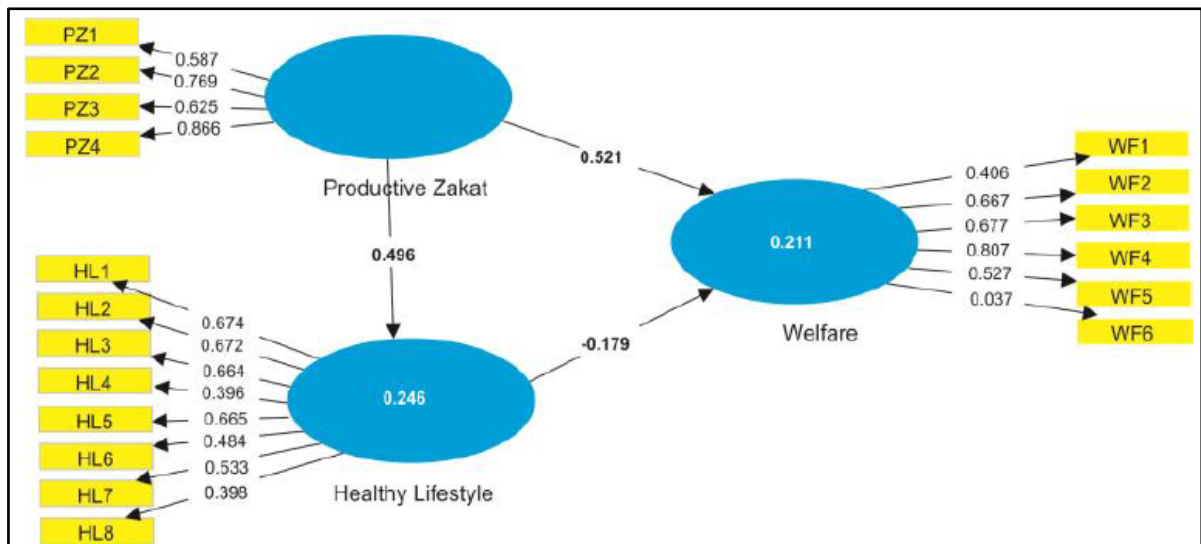 PZ1
PZ2
PZ3
PZ4
0.587
0.769
0.625
0.866
Productive Zakat
0.521
0.496
HL1
HL2
HL3
HL4
HL5
HL6
HL7
HL8
0.674
0.672
0.664
0.396
0.665
0.484
0.533
0.398
0.246
Healthy Lifestyle
-0.179
0.211
Welfare
0.406
0.667
0.677
0.807
0.527
0.037
WF1
WF2
WF3
WF4
WF5
WF6